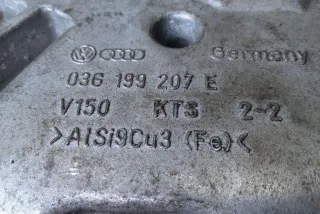 Germany
036 199 207 E
V150 KTS 2-2
>AlSi9Cu3 (Fe)<